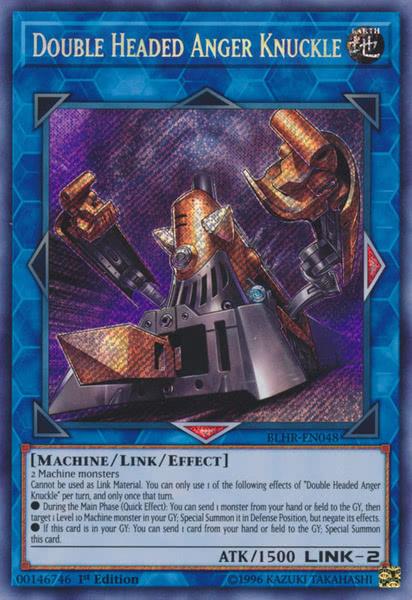 DOUBLE HEADED ANGER KNUCKLE
EARTH
地
BLHR-EN048
[MACHINE/LINK/EFFECT]
2 Machine monsters
Cannot be used as Link Material. You can only use 1 of the following effects of "Double Headed Anger
Knuckle" per turn, and only once that turn.
● During the Main Phase (Quick Effect): You can send 1 monster from your hand or field to the GY, then
target 1 Level 10 Machine monster in your GY; Special Summon it in Defense Position, but negate its effects.
● If this card is in your GY: You can send 1 card from your hand or field to the GY; Special Summon
this card.
ATK/1500 LINK-2
00146746 1st Edition ©1996 KAZUKI TAKAHASHI